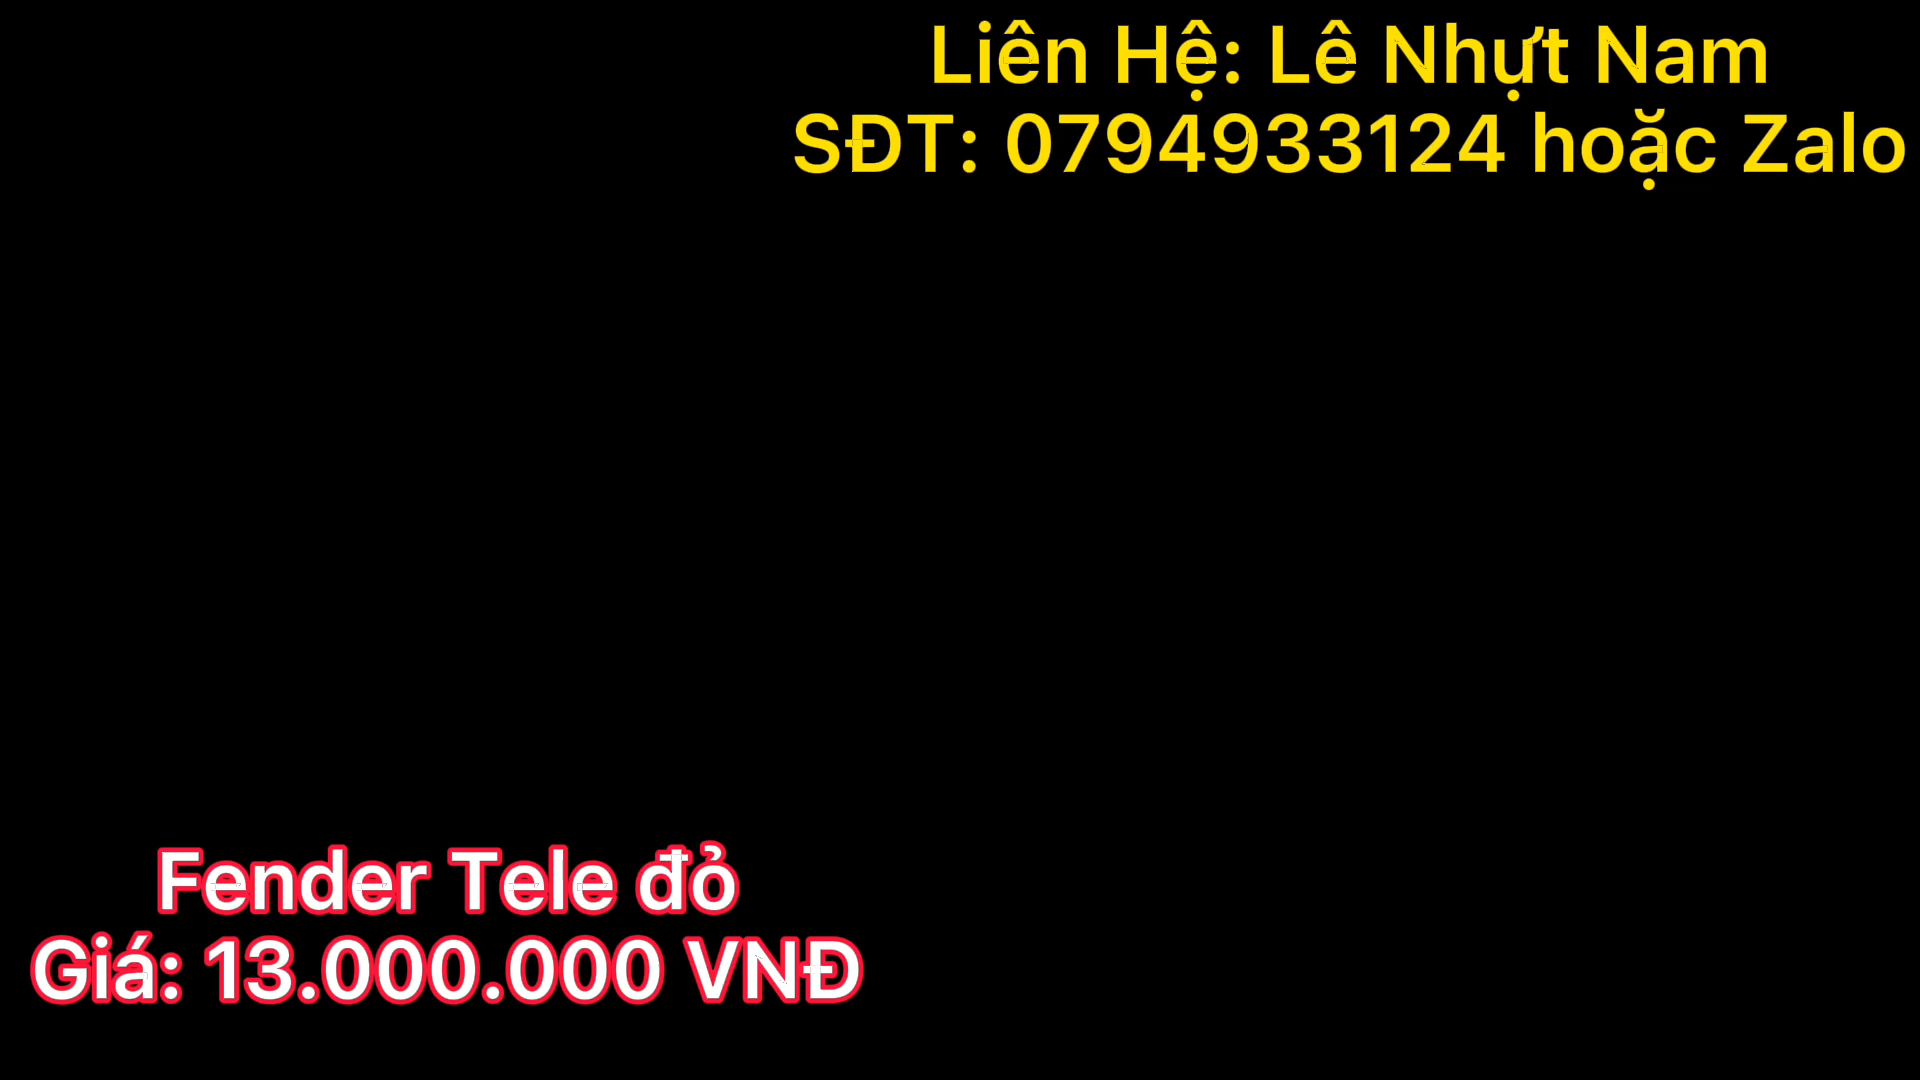 Liên Hệ: Lê Nhựt Nam
SĐT: 0794933124 hoặc Zalo
Fender Tele đỏ
Giá: 13.000.000 VNĐ